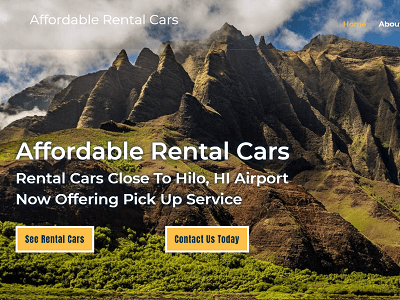 Affordable Rental Cars
Home
Abou
Affordable Rental Cars
Rental Cars Close To Hilo, HI Airport
Now Offering Pick Up Service
See Rental Cars
Contact Us Today